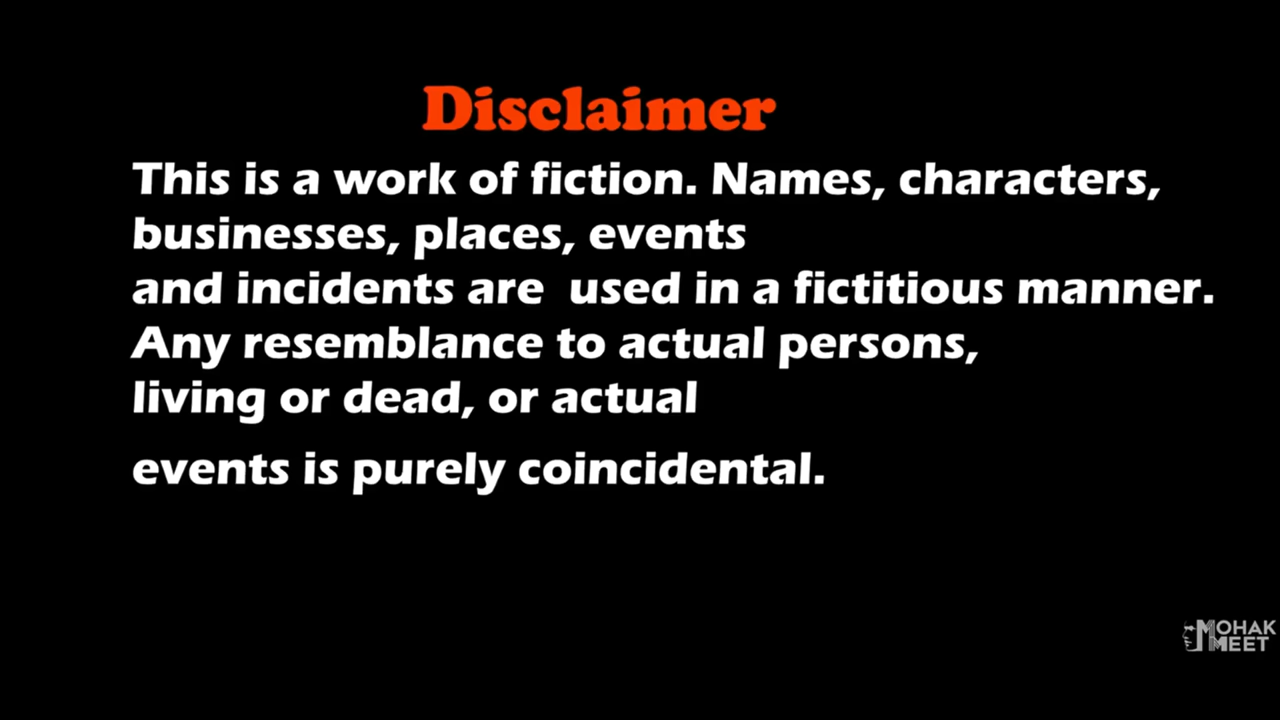 Disclaimer
This is a work of fiction. Names, characters,
businesses, places, events
and incidents are used in a fictitious manner.
Any resemblance to actual persons,
living or dead, or actual
events is purely coincidental.
MOHAK
MEET